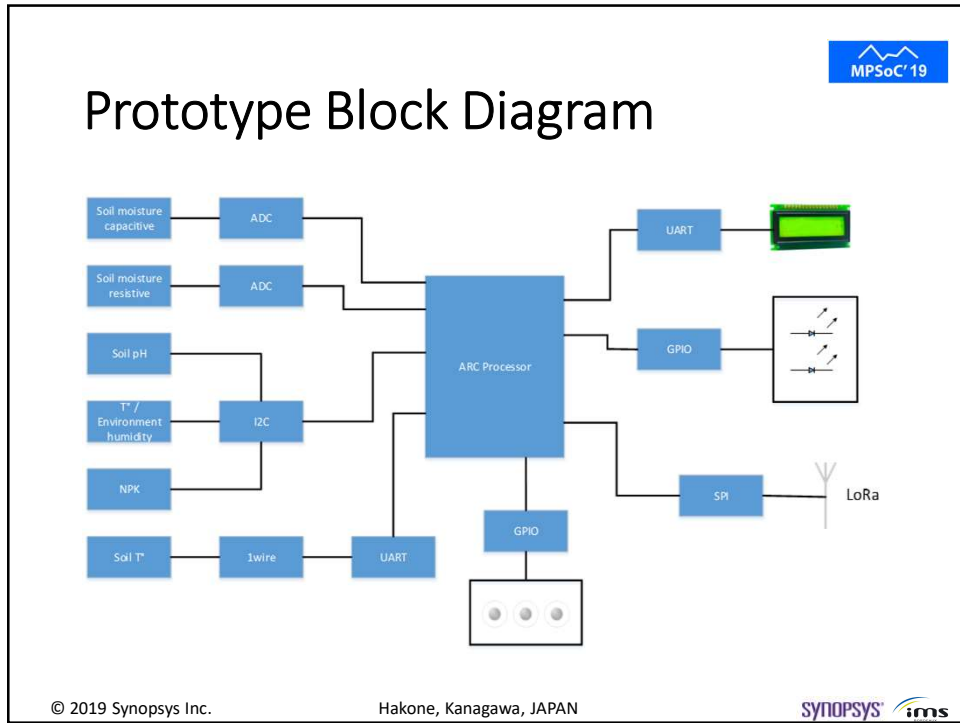 MPSoC' 19
Prototype Block Diagram
Soil moisture
capacitive
ADC
UART
Soil moisture
resistive
ADC
Soil pH
ARC Processor
GPIO
T° /
Environment
humidity
I2C
NPK
SPI
LoRa
GPIO
Soil T°
1wire
UART
© 2019 Synopsys Inc.
Hakone, Kanagawa, JAPAN
SYNOPSYS®
ims